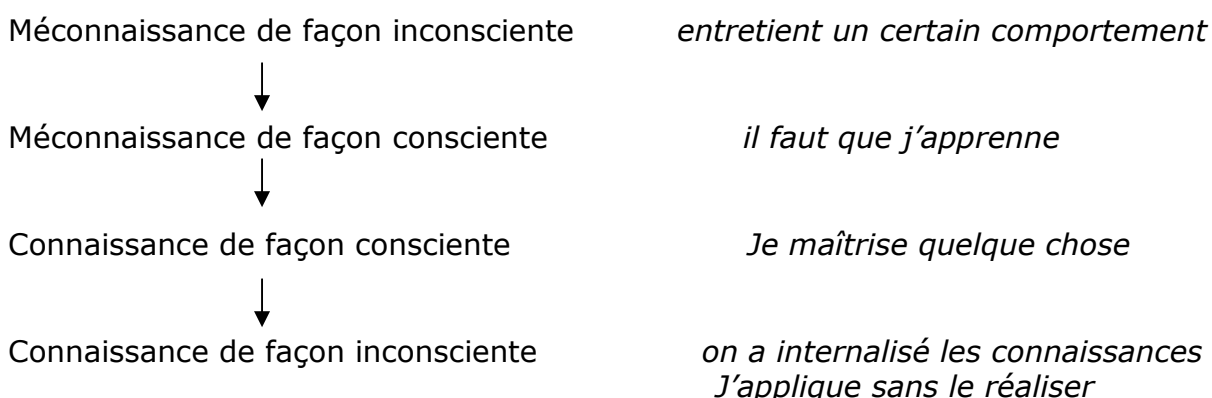 Méconnaissance de façon inconsciente entretient un certain comportement
Méconnaissance de façon consciente il faut que j’apprenne
Connaissance de façon consciente Je maîtrise quelque chose
Connaissance de façon inconsciente on a internalisé les connaissances
J’applique sans le réaliser